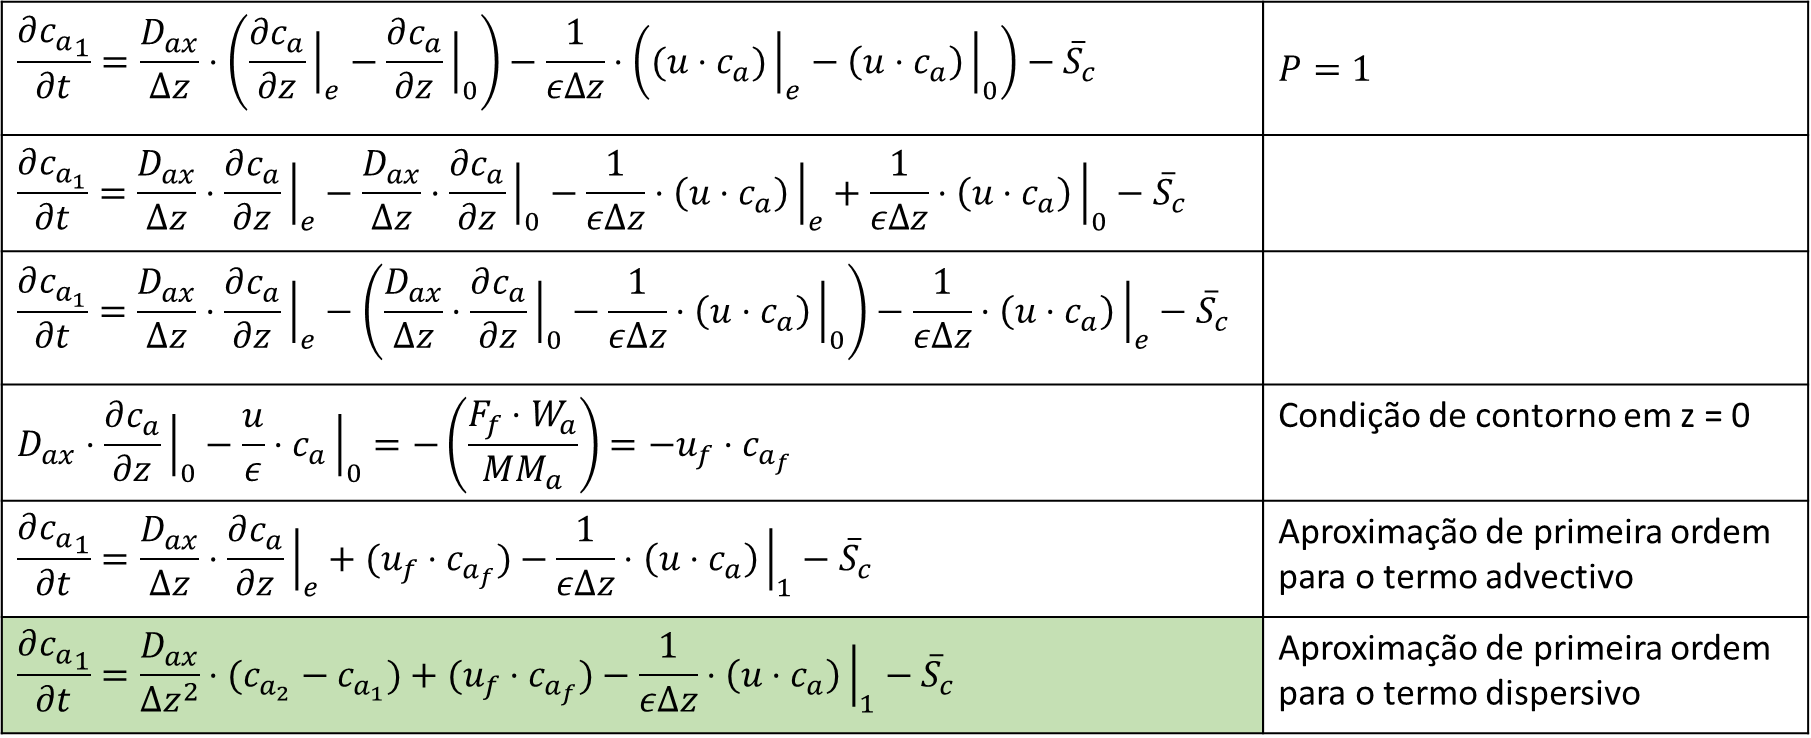 ∂c_{a_1}/∂t = D_{ax}/Δz · (∂c_a/∂z|_e − ∂c_a/∂z|_0) − 1/(ϵΔz) · ((u · c_a)|_e − (u · c_a)|_0) − S̄_c
P = 1
∂c_{a_1}/∂t = D_{ax}/Δz · ∂c_a/∂z|_e − D_{ax}/Δz · ∂c_a/∂z|_0 − 1/(ϵΔz) · (u · c_a)|_e + 1/(ϵΔz) · (u · c_a)|_0 − S̄_c
∂c_{a_1}/∂t = D_{ax}/Δz · ∂c_a/∂z|_e − (D_{ax}/Δz · ∂c_a/∂z|_0 − 1/(ϵΔz) · (u · c_a)|_0) − 1/(ϵΔz) · (u · c_a)|_e − S̄_c
D_{ax} · ∂c_a/∂z|_0 − u/ϵ · c_a|_0 = −(F_f · W_a/MM_a) = −u_f · c_{a_f}
Condição de contorno em z = 0
∂c_{a_1}/∂t = D_{ax}/Δz · ∂c_a/∂z|_e + (u_f · c_{a_f}) − 1/(ϵΔz) · (u · c_a)|_1 − S̄_c
Aproximação de primeira ordem
para o termo advectivo
∂c_{a_1}/∂t = D_{ax}/Δz² · (c_{a_2} − c_{a_1}) + (u_f · c_{a_f}) − 1/(ϵΔz) · (u · c_a)|_1 − S̄_c
Aproximação de primeira ordem
para o termo dispersivo